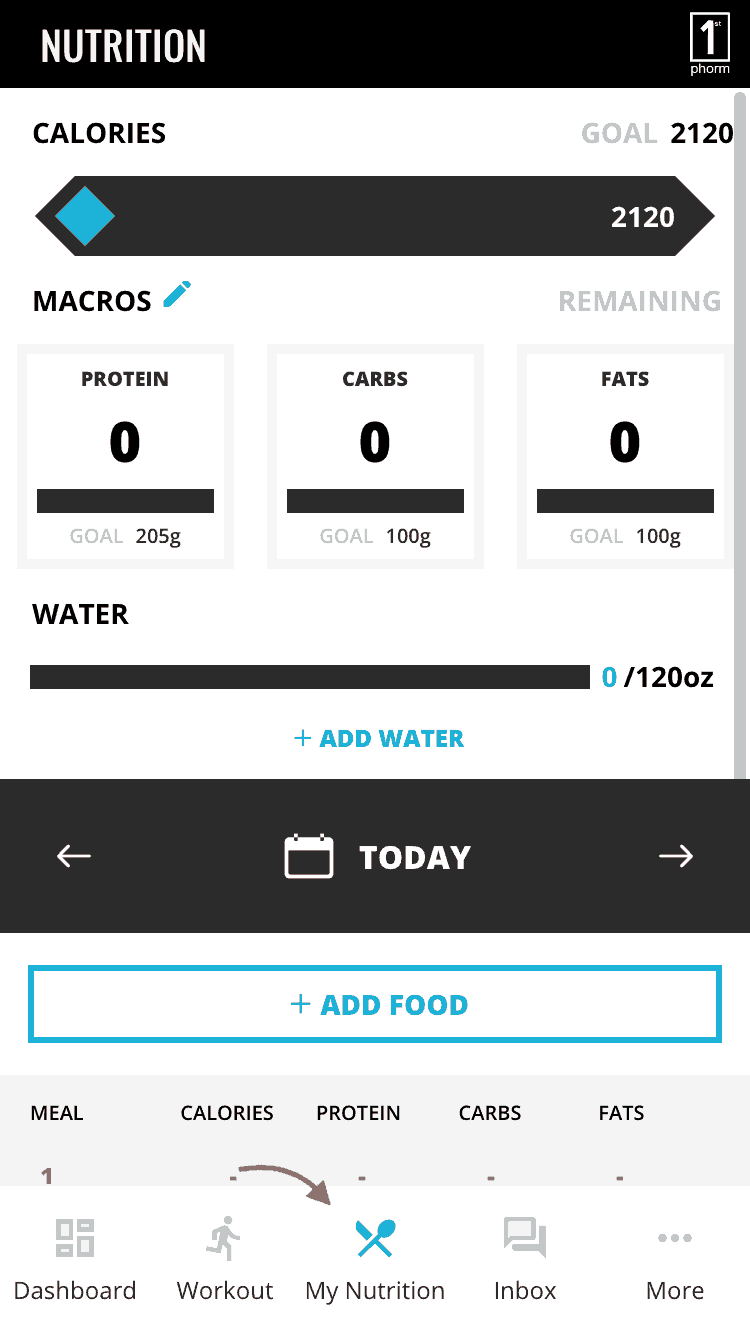 NUTRITION
1st
phorm
CALORIES GOAL 2120
2120
MACROS REMAINING
PROTEIN CARBS FATS
0 0 0
GOAL 205g GOAL 100g GOAL 100g
WATER
0 /120oz
+ ADD WATER
TODAY
+ ADD FOOD
MEAL CALORIES PROTEIN CARBS FATS
1 - - - -
Dashboard Workout My Nutrition Inbox More